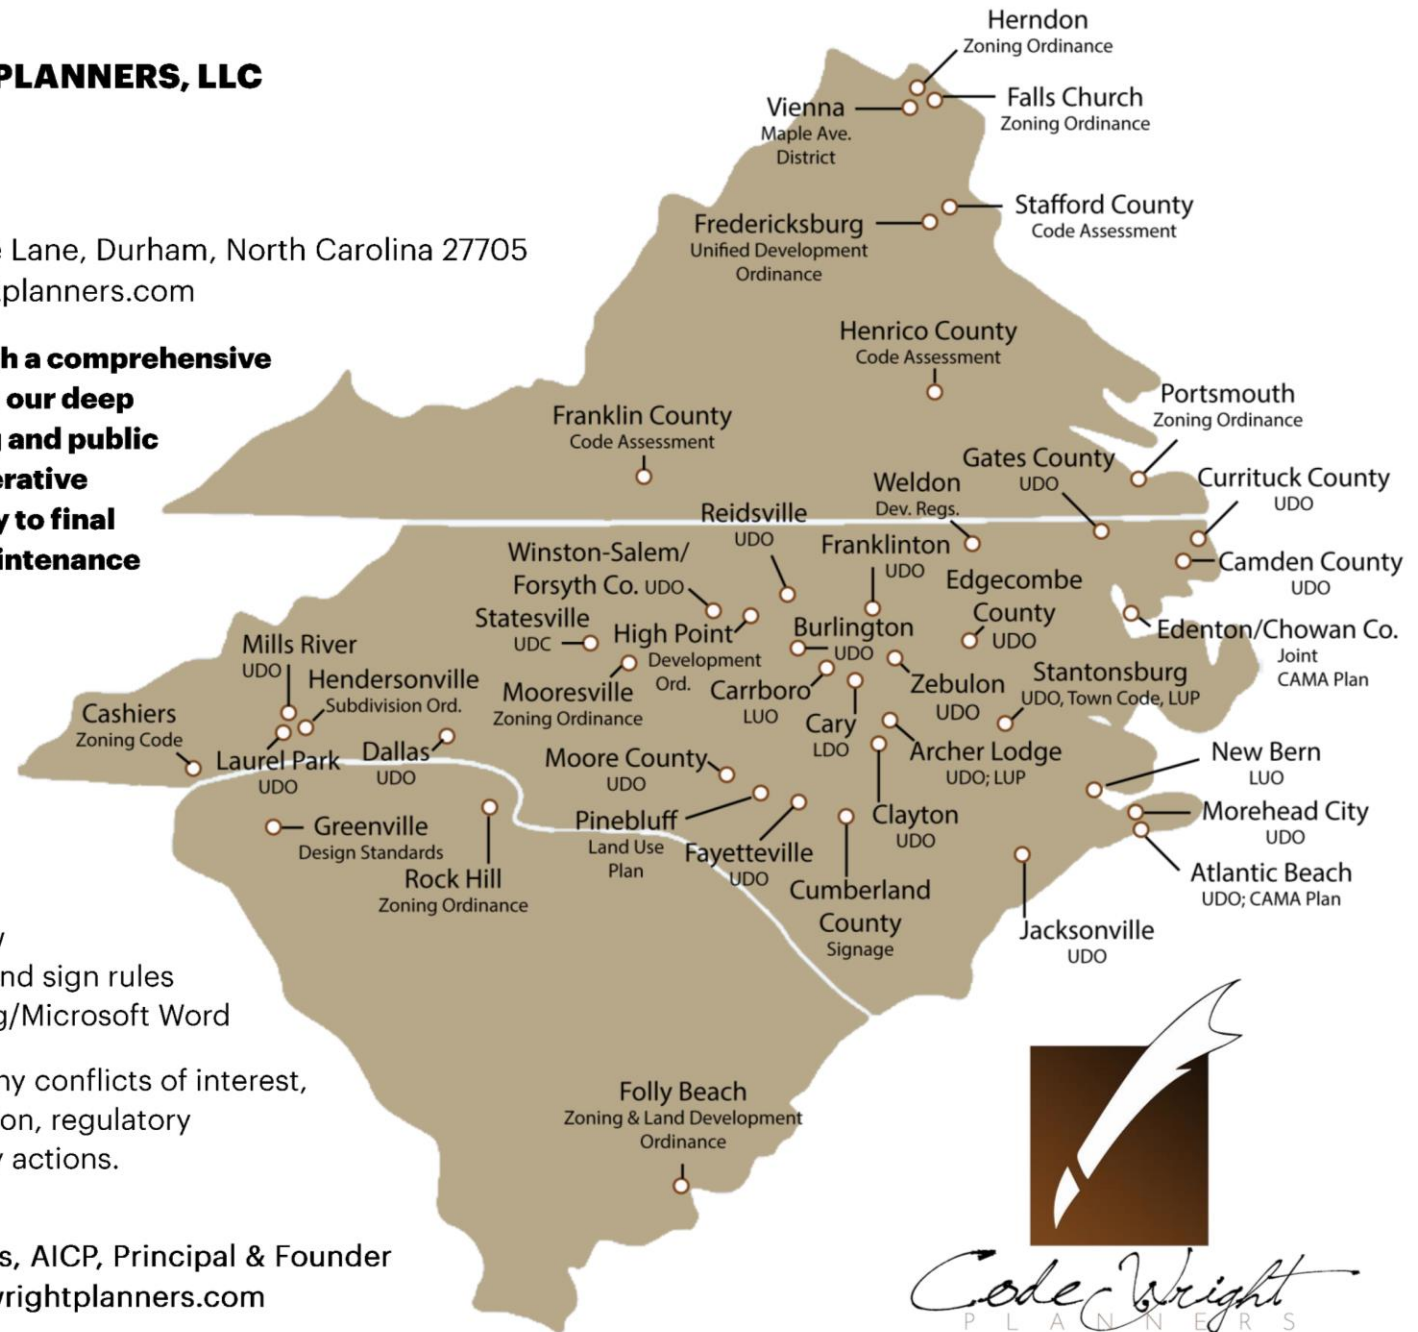 PLANNERS, LLC
Lane, Durham, North Carolina 27705
planners.com
h a comprehensive
our deep
and public
erative
y to final
intenance
nd sign rules
g/Microsoft Word
ny conflicts of interest,
on, regulatory
y actions.
s, AICP, Principal & Founder
wrightplanners.com
Herndon
Zoning Ordinance
Vienna
Maple Ave.
District
Falls Church
Zoning Ordinance
Fredericksburg
Unified Development
Ordinance
Stafford County
Code Assessment
Henrico County
Code Assessment
Franklin County
Code Assessment
Portsmouth
Zoning Ordinance
Gates County
UDO
Weldon
Dev. Regs.
Currituck County
UDO
Reidsville
UDO
Franklinton
UDO
Camden County
UDO
Winston-Salem/
Forsyth Co. UDO
Edgecombe
County
UDO
Statesville
UDC
High Point
Development
Ord.
Burlington
UDO
Edenton/Chowan Co.
Joint
CAMA Plan
Mills River
UDO
Hendersonville
Subdivision Ord.
Mooresville
Zoning Ordinance
Carrboro
LUO
Zebulon
UDO
Stantonsburg
UDO, Town Code, LUP
Cashiers
Zoning Code
Cary
LDO
Laurel Park
UDO
Dallas
UDO
Moore County
UDO
Archer Lodge
UDO; LUP
New Bern
LUO
Greenville
Design Standards
Rock Hill
Zoning Ordinance
Pinebluff
Land Use
Plan
Fayetteville
UDO
Clayton
UDO
Morehead City
UDO
Cumberland
County
Signage
Atlantic Beach
UDO; CAMA Plan
Jacksonville
UDO
Folly Beach
Zoning & Land Development
Ordinance
Code Wright
PLANNERS